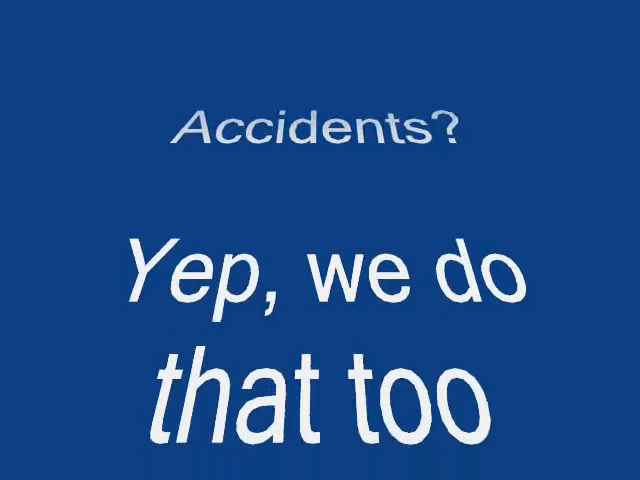 Accidents?
Yep, we do
that too